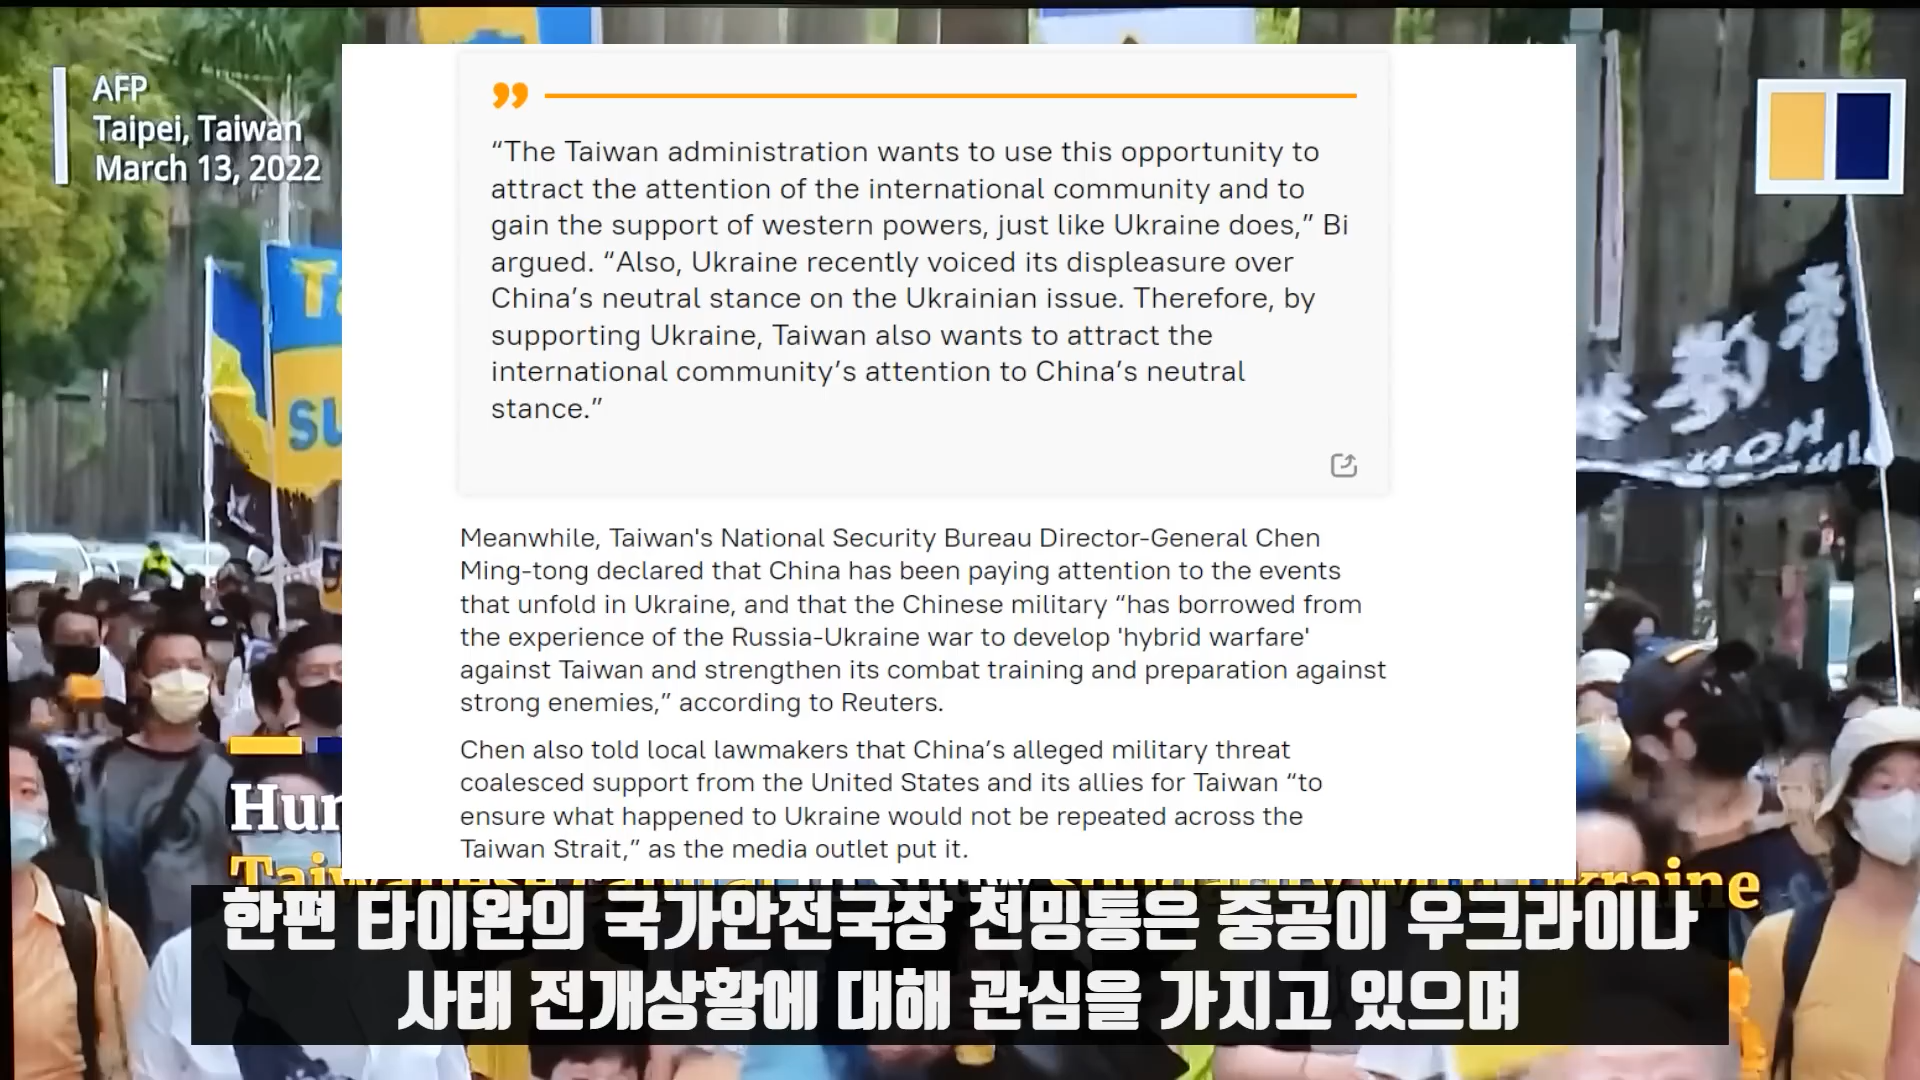 AFP
Taipei, Taiwan
March 13, 2022
“The Taiwan administration wants to use this opportunity to
attract the attention of the international community and to
gain the support of western powers, just like Ukraine does,” Bi
argued. “Also, Ukraine recently voiced its displeasure over
China’s neutral stance on the Ukrainian issue. Therefore, by
supporting Ukraine, Taiwan also wants to attract the
international community’s attention to China’s neutral
stance.”
Meanwhile, Taiwan's National Security Bureau Director-General Chen
Ming-tong declared that China has been paying attention to the events
that unfold in Ukraine, and that the Chinese military “has borrowed from
the experience of the Russia-Ukraine war to develop 'hybrid warfare'
against Taiwan and strengthen its combat training and preparation against
strong enemies,” according to Reuters.
Chen also told local lawmakers that China’s alleged military threat
coalesced support from the United States and its allies for Taiwan “to
ensure what happened to Ukraine would not be repeated across the
Taiwan Strait,” as the media outlet put it.
한편 타이완의 국가안전국장 천밍통은 중공이 우크라이나
사태 전개상황에 대해 관심을 가지고 있으며